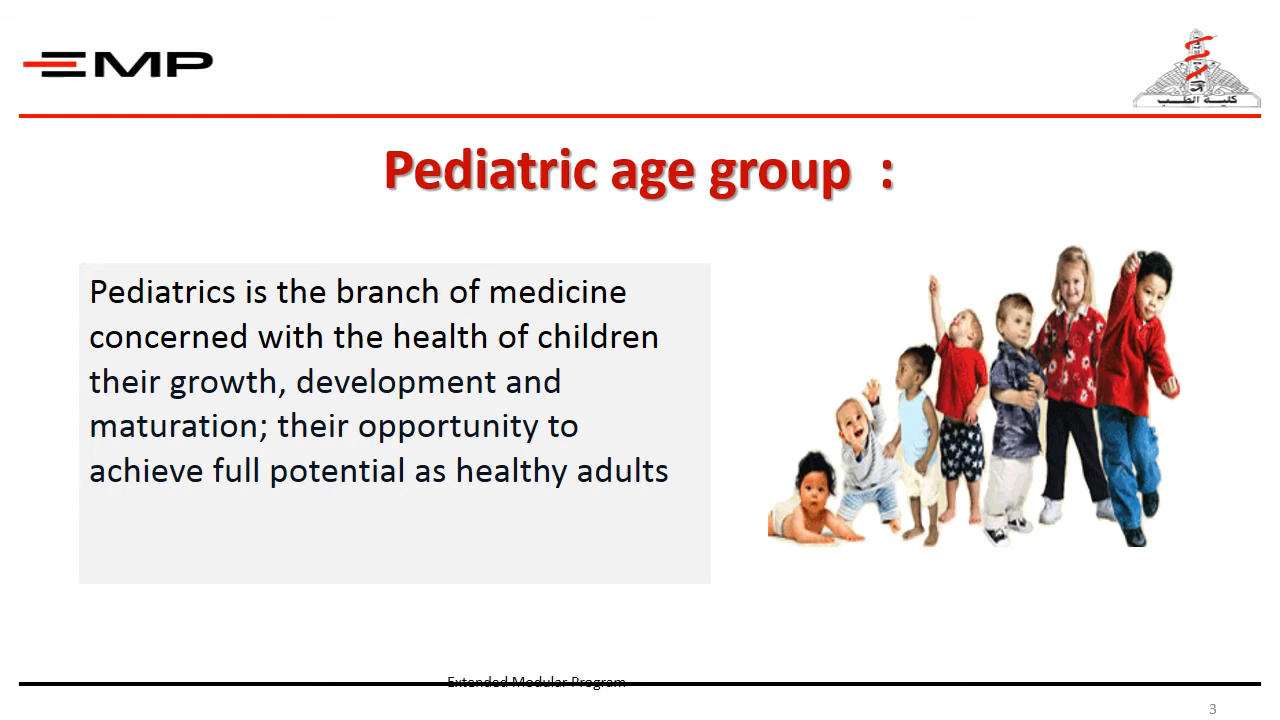 EMP
كلية الطب
Pediatric age group :
Pediatrics is the branch of medicine
concerned with the health of children
their growth, development and
maturation; their opportunity to
achieve full potential as healthy adults
Extended Modular Program
3